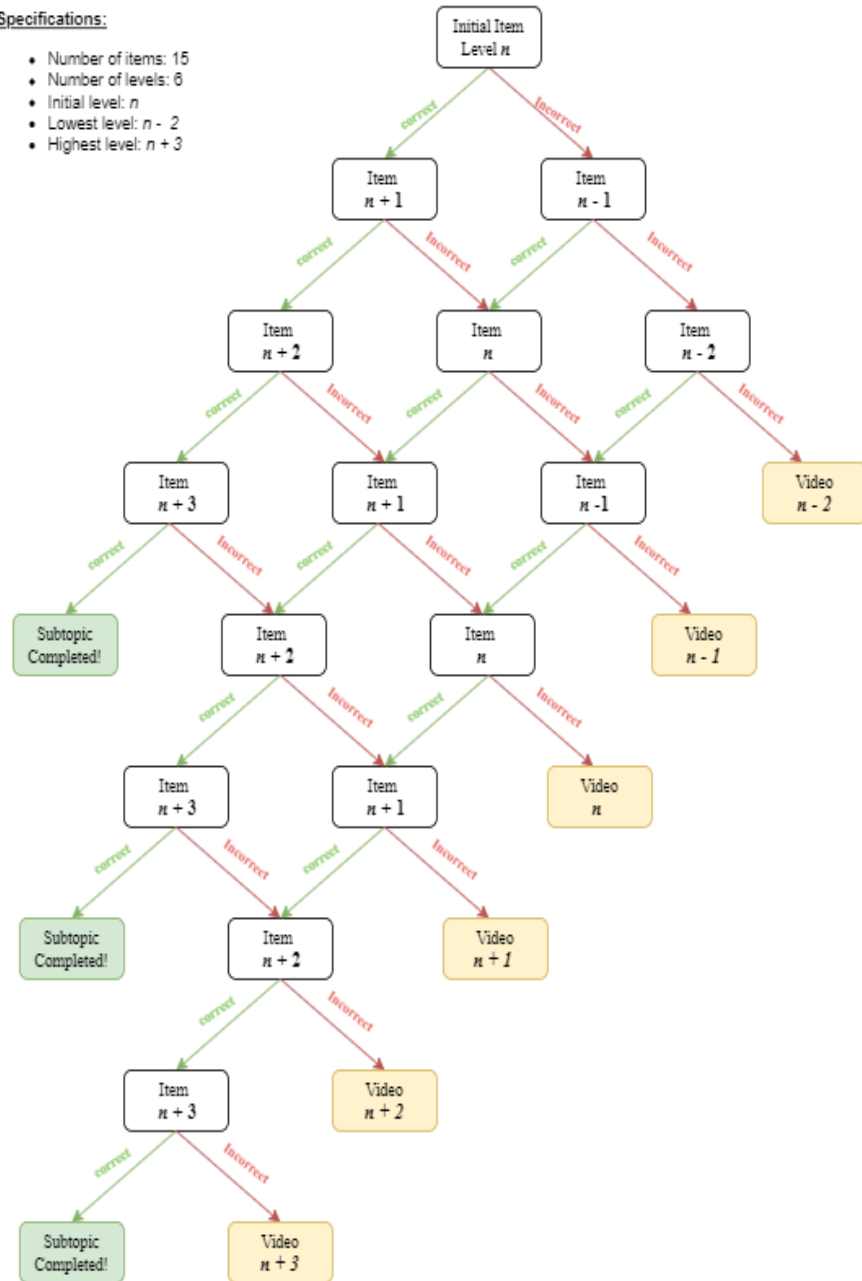 Specifications:
• Number of items: 15
• Number of levels: 6
• Initial level: n
• Lowest level: n - 2
• Highest level: n + 3
Initial Item
Level n
correct
Incorrect
Item
n + 1
Item
n - 1
correct
Incorrect
correct
Incorrect
Item
n + 2
Item
n
Item
n - 2
correct
Incorrect
correct
Incorrect
correct
Incorrect
Item
n + 3
Item
n + 1
Item
n -1
Video
n - 2
correct
Incorrect
correct
Incorrect
correct
Incorrect
Subtopic
Completed!
Item
n + 2
Item
n
Video
n - 1
correct
Incorrect
correct
Incorrect
Item
n + 3
Item
n + 1
Video
n
correct
Incorrect
correct
Incorrect
Subtopic
Completed!
Item
n + 2
Video
n + 1
correct
Incorrect
Item
n + 3
Video
n + 2
correct
Incorrect
Subtopic
Completed!
Video
n + 3